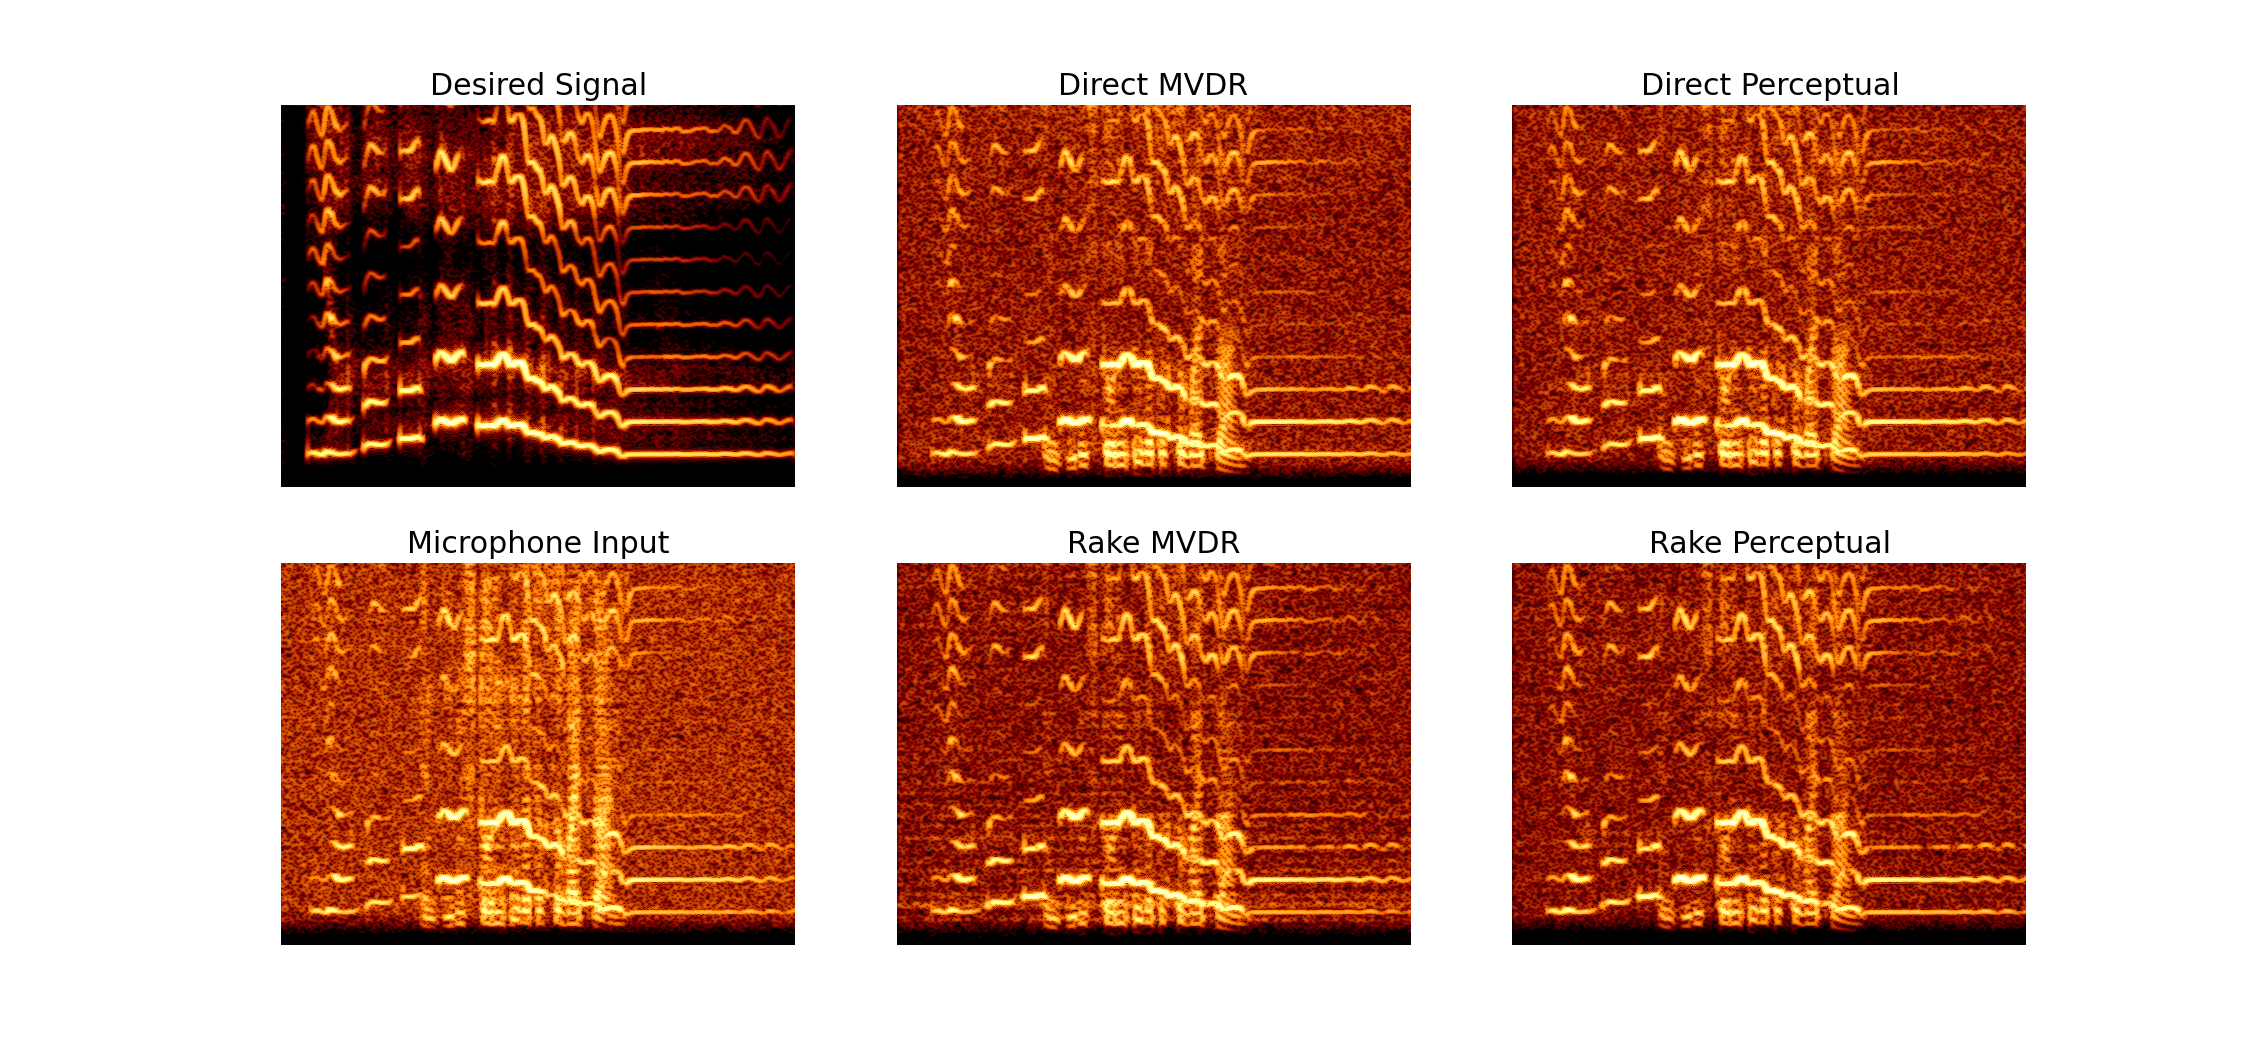 Desired Signal
Direct MVDR
Direct Perceptual
Microphone Input
Rake MVDR
Rake Perceptual